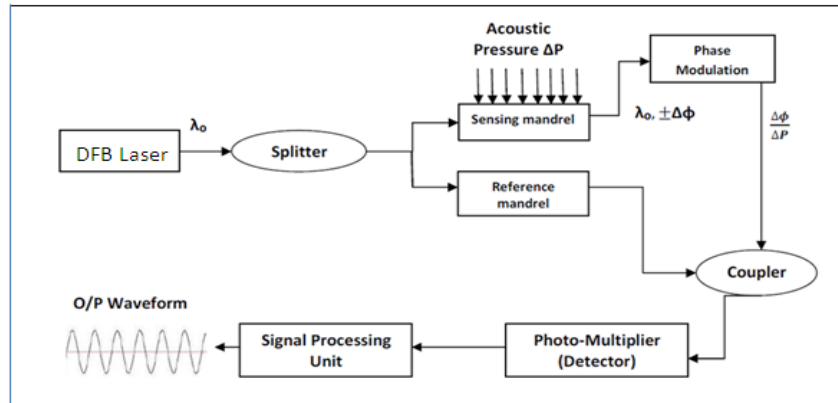 Acoustic
Pressure ΔP
Phase
Modulation
λₒ
Sensing mandrel
λₒ, ±Δϕ
Δϕ
ΔP
DFB Laser
Splitter
Reference
mandrel
Coupler
O/P Waveform
Signal Processing
Unit
Photo-Multiplier
(Detector)